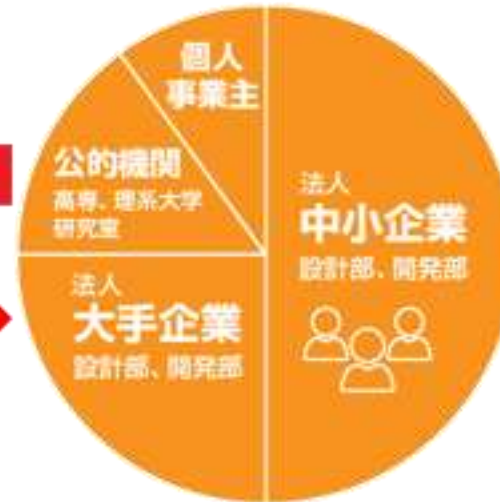 個人
事業主
公的機関
高専、理系大学
研究室
法人
中小企業
設計部、開発部
法人
大手企業
設計部、開発部